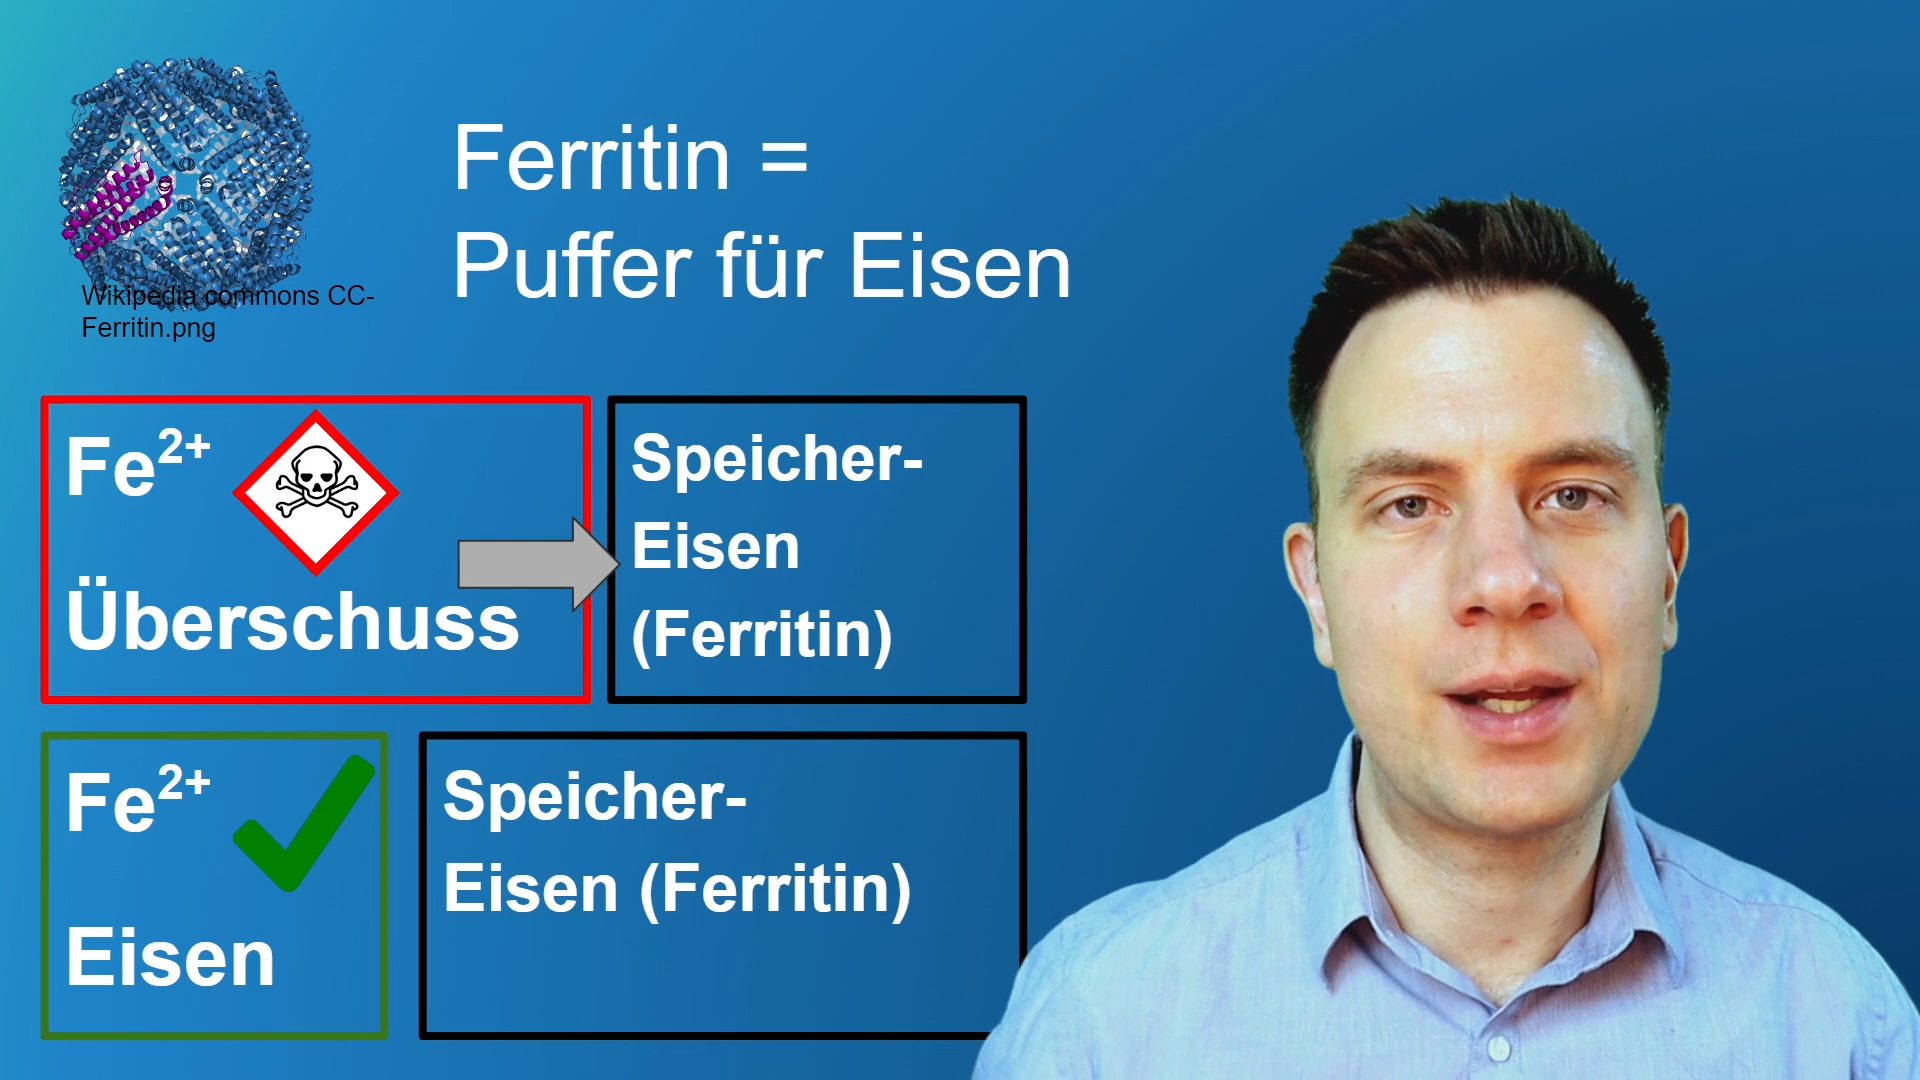 Ferritin =
Puffer für Eisen
Wikipedia commons CC-
Ferritin.png
Fe²⁺
Überschuss
Speicher-
Eisen
(Ferritin)
Fe²⁺
Eisen
Speicher-
Eisen (Ferritin)